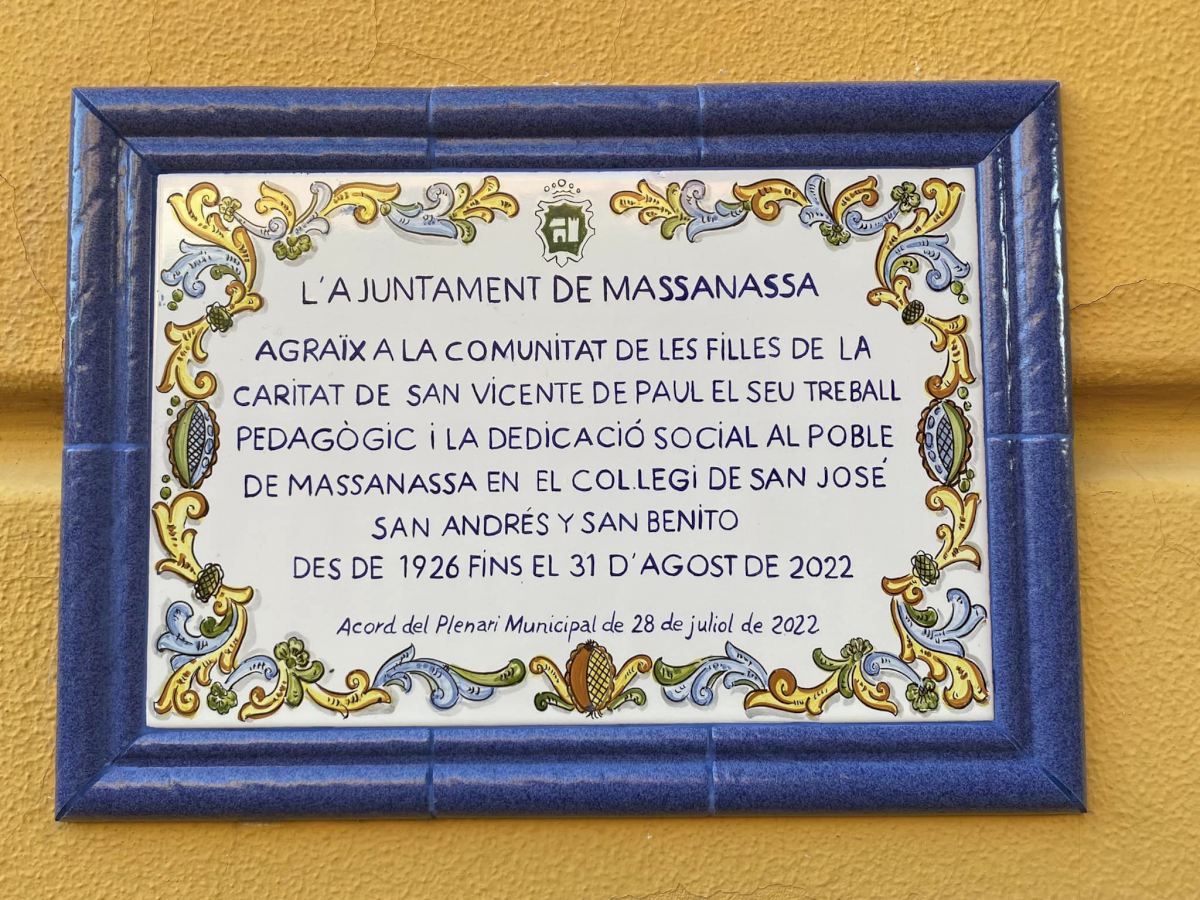 L'AJUNTAMENT DE MASSANASSA
AGRAÏX A LA COMUNITAT DE LES FILLES DE LA
CARITAT DE SAN VICENTE DE PAUL EL SEU TREBALL
PEDAGÒGIC I LA DEDICACIÓ SOCIAL AL POBLE
DE MASSANASSA EN EL COL.LEGI DE SAN JOSÉ
SAN ANDRÉS Y SAN BENITO
DES DE 1926 FINS EL 31 D'AGOST DE 2022
Acord del Plenari Municipal de 28 de juliol de 2022